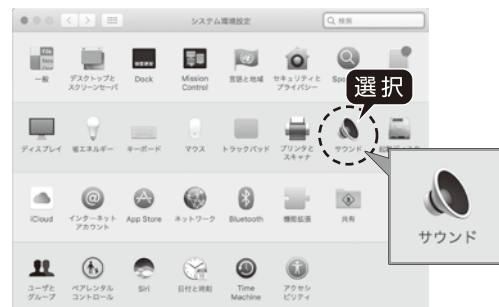 システム環境設定
検索
一般
デスクトップと
スクリーンセーバ
Dock
Mission
Control
言語と地域
セキュリティと
プライバシー
選択
ディスプレイ
省エネルギー
キーボード
マウス
トラックパッド
プリンタと
スキャナ
サウンド
サウンド
iCloud
インターネット
アカウント
App Store
ネットワーク
Bluetooth
機能拡張
共有
ユーザと
グループ
ペアレンタル
コントロール
Siri
日付と時刻
Time
Machine
アクセシ
ビリティ